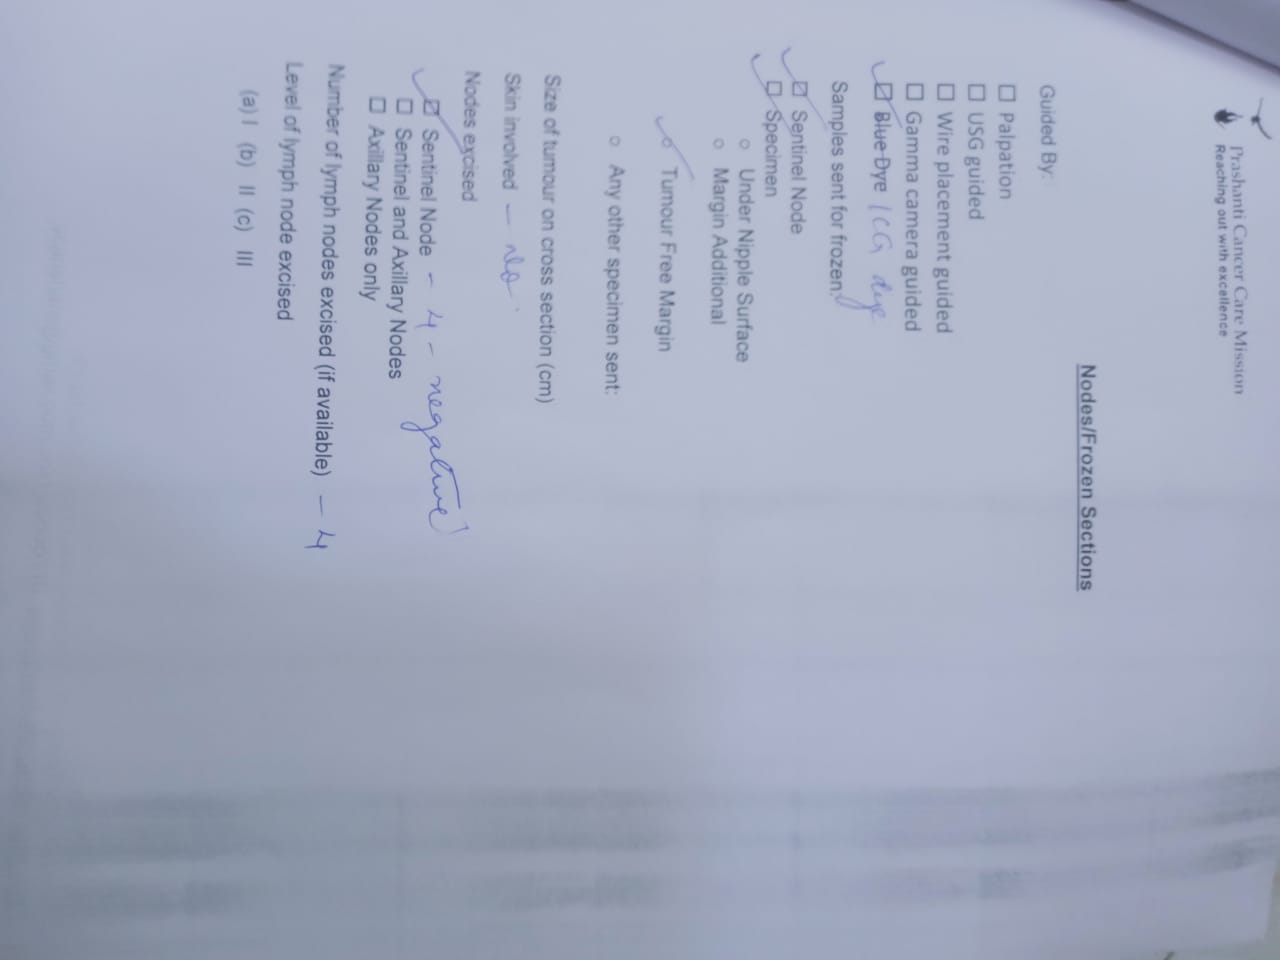 Prashanti Cancer Care Mission
Reaching out with excellence
Nodes/Frozen Sections
Guided By:
☐ Palpation
☐ USG guided
☐ Wire placement guided
☐ Gamma camera guided
☑ Blue Dye / ICG dye
Samples sent for frozen:
☑ Sentinel Node
☑ Specimen
○ Under Nipple Surface
○ Margin Additional
✓ Tumour Free Margin
○ Any other specimen sent:
Size of tumour on cross section (cm)
Skin involved – No.
Nodes excised
☑ Sentinel Node – 4 – negative
☐ Sentinel and Axillary Nodes
☐ Axillary Nodes only
Number of lymph nodes excised (if available) – 4
Level of lymph node excised
(a) I (b) II (c) III